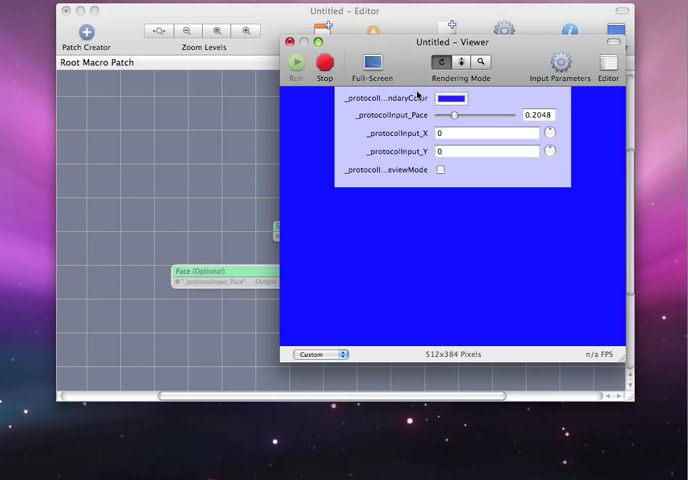 Untitled – Editor
Patch Creator
Zoom Levels
Root Macro Patch
Untitled – Viewer
Run
Stop
Full-Screen
Rendering Mode
Input Parameters
Editor
_protocolI...ndaryColor
_protocolInput_Pace
0.2048
_protocolInput_X
0
_protocolInput_Y
0
_protocolI...eviewMode
Pace (Optional)
"_protocolInput_Pace"
Output
Custom
512x384 Pixels
n/a FPS